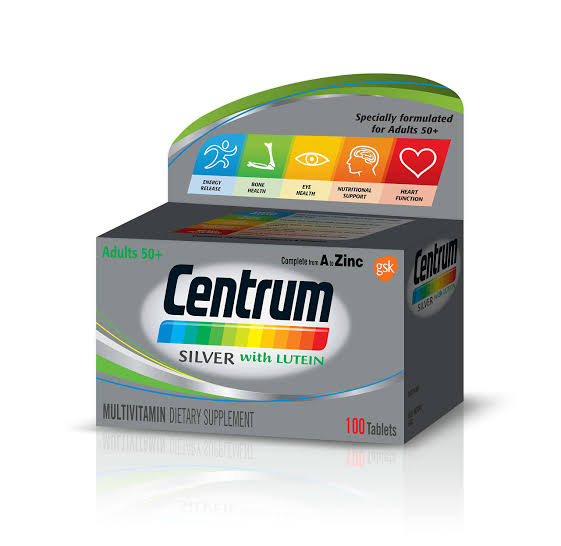 Specially formulated
for Adults 50+
ENERGY
RELEASE
BONE
HEALTH
EYE
HEALTH
NUTRITIONAL
SUPPORT
HEART
FUNCTION
Adults 50+
Complete from A to Zinc
gsk
Centrum
SILVER with LUTEIN
MULTIVITAMIN DIETARY SUPPLEMENT
100 Tablets
Centrum
SILVER with LUTEIN